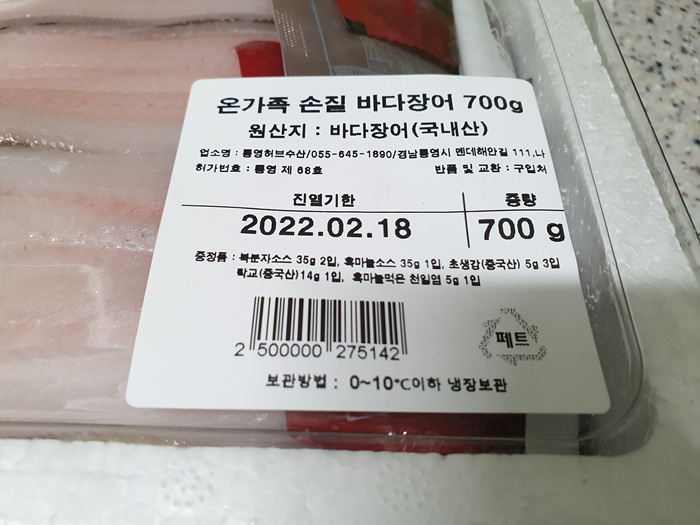 온가족 손질 바다장어 700g
원산지 : 바다장어(국내산)
업소명 : 통영허브수산/055-645-1890/경남통영시 멘데해안길 111,나
허가번호 : 통영 제 68호 반품 및 교환 : 구입처
진열기한 중량
2022.02.18 700 g
증정품 : 복분자소스 35g 2입, 흑마늘소스 35g 1입, 초생강(중국산) 5g 3입
락교(중국산)14g 1입, 흑마늘먹은 천일염 5g 1입
2 500000 275142
페트
보관방법 : 0~10℃이하 냉장보관